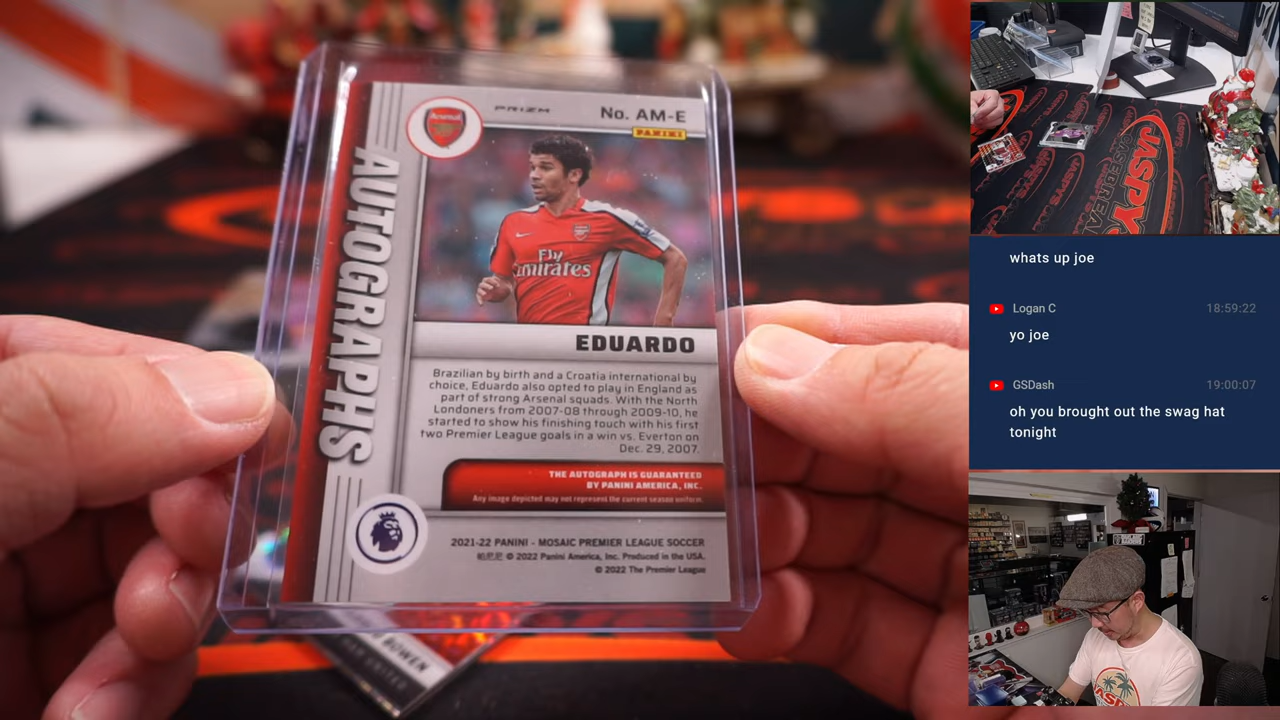 Arsenal
PRIZM
No. AM-E
PANINI
AUTOGRAPHS
Fly
Emirates
EDUARDO
Brazilian by birth and a Croatia international by
choice, Eduardo also opted to play in England as
part of strong Arsenal squads. With the North
Londoners from 2007-08 through 2009-10, he
started to show his finishing touch with his first
two Premier League goals in a win vs. Everton on
Dec. 29, 2007.
THE AUTOGRAPH IS GUARANTEED
BY PANINI AMERICA, INC.
Any image depicted may not represent the current season uniform.
2021-22 PANINI - MOSAIC PREMIER LEAGUE SOCCER
帕尼尼 © 2022 Panini America, Inc. Produced in the USA.
© 2022 The Premier League
BOWEN
JASPY'S
whats up joe
Logan C 18:59:22
yo joe
GSDash 19:00:07
oh you brought out the swag hat
tonight